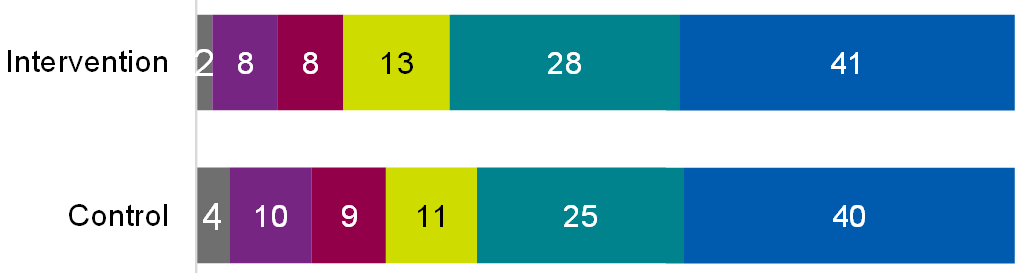 Intervention 2 8 8 13 28 41
Control 4 10 9 11 25 40